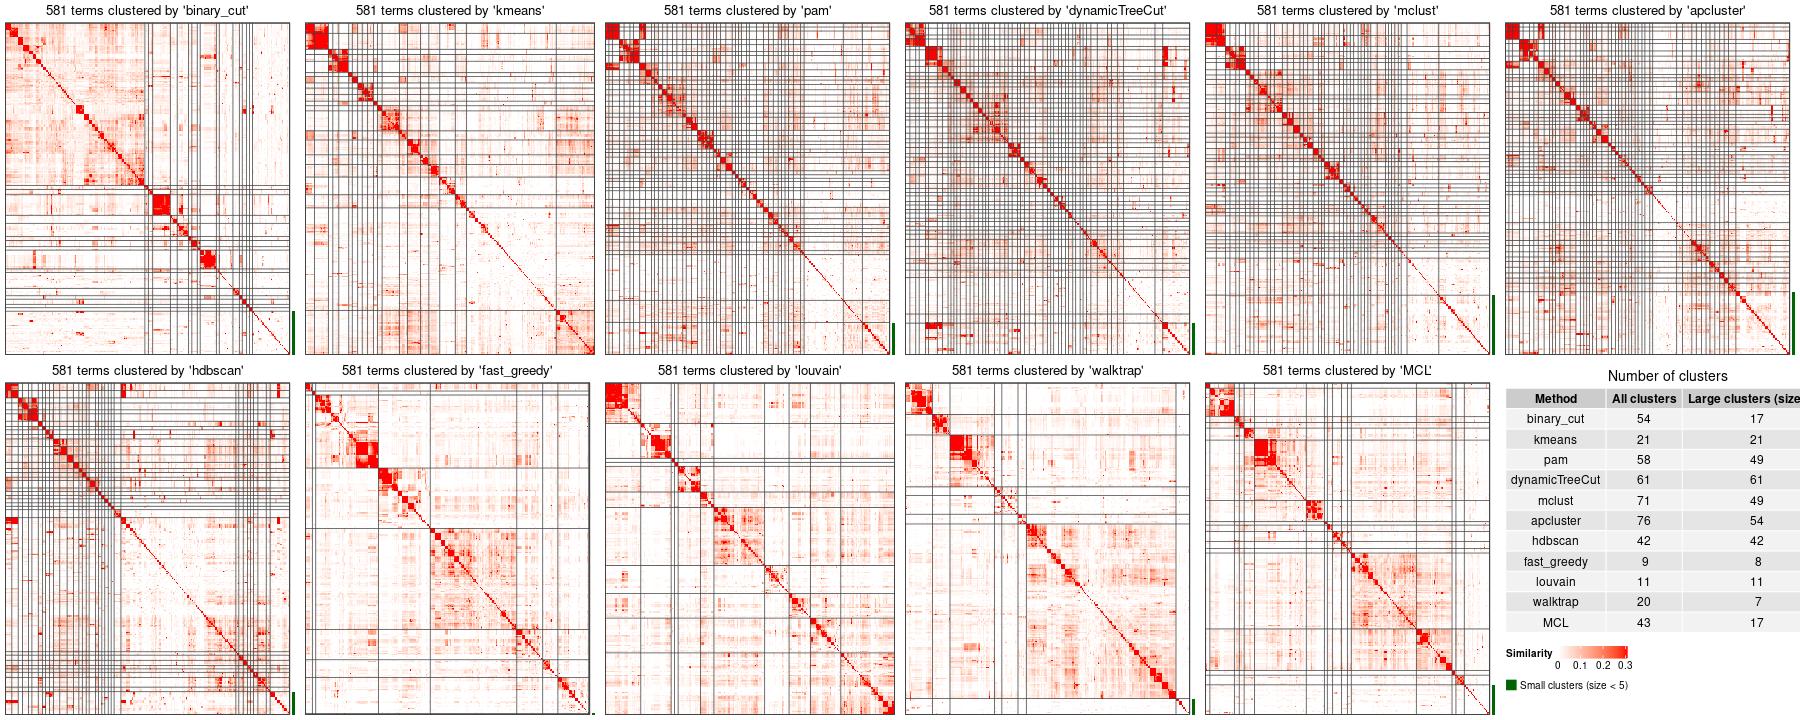 581 terms clustered by 'binary_cut'
581 terms clustered by 'kmeans'
581 terms clustered by 'pam'
581 terms clustered by 'dynamicTreeCut'
581 terms clustered by 'mclust'
581 terms clustered by 'apcluster'
581 terms clustered by 'hdbscan'
581 terms clustered by 'fast_greedy'
581 terms clustered by 'louvain'
581 terms clustered by 'walktrap'
581 terms clustered by 'MCL'
Number of clusters
Method All clusters Large clusters (size
binary_cut 54 17
kmeans 21 21
pam 58 49
dynamicTreeCut 61 61
mclust 71 49
apcluster 76 54
hdbscan 42 42
fast_greedy 9 8
louvain 11 11
walktrap 20 7
MCL 43 17
Similarity
0 0.1 0.2 0.3
Small clusters (size < 5)